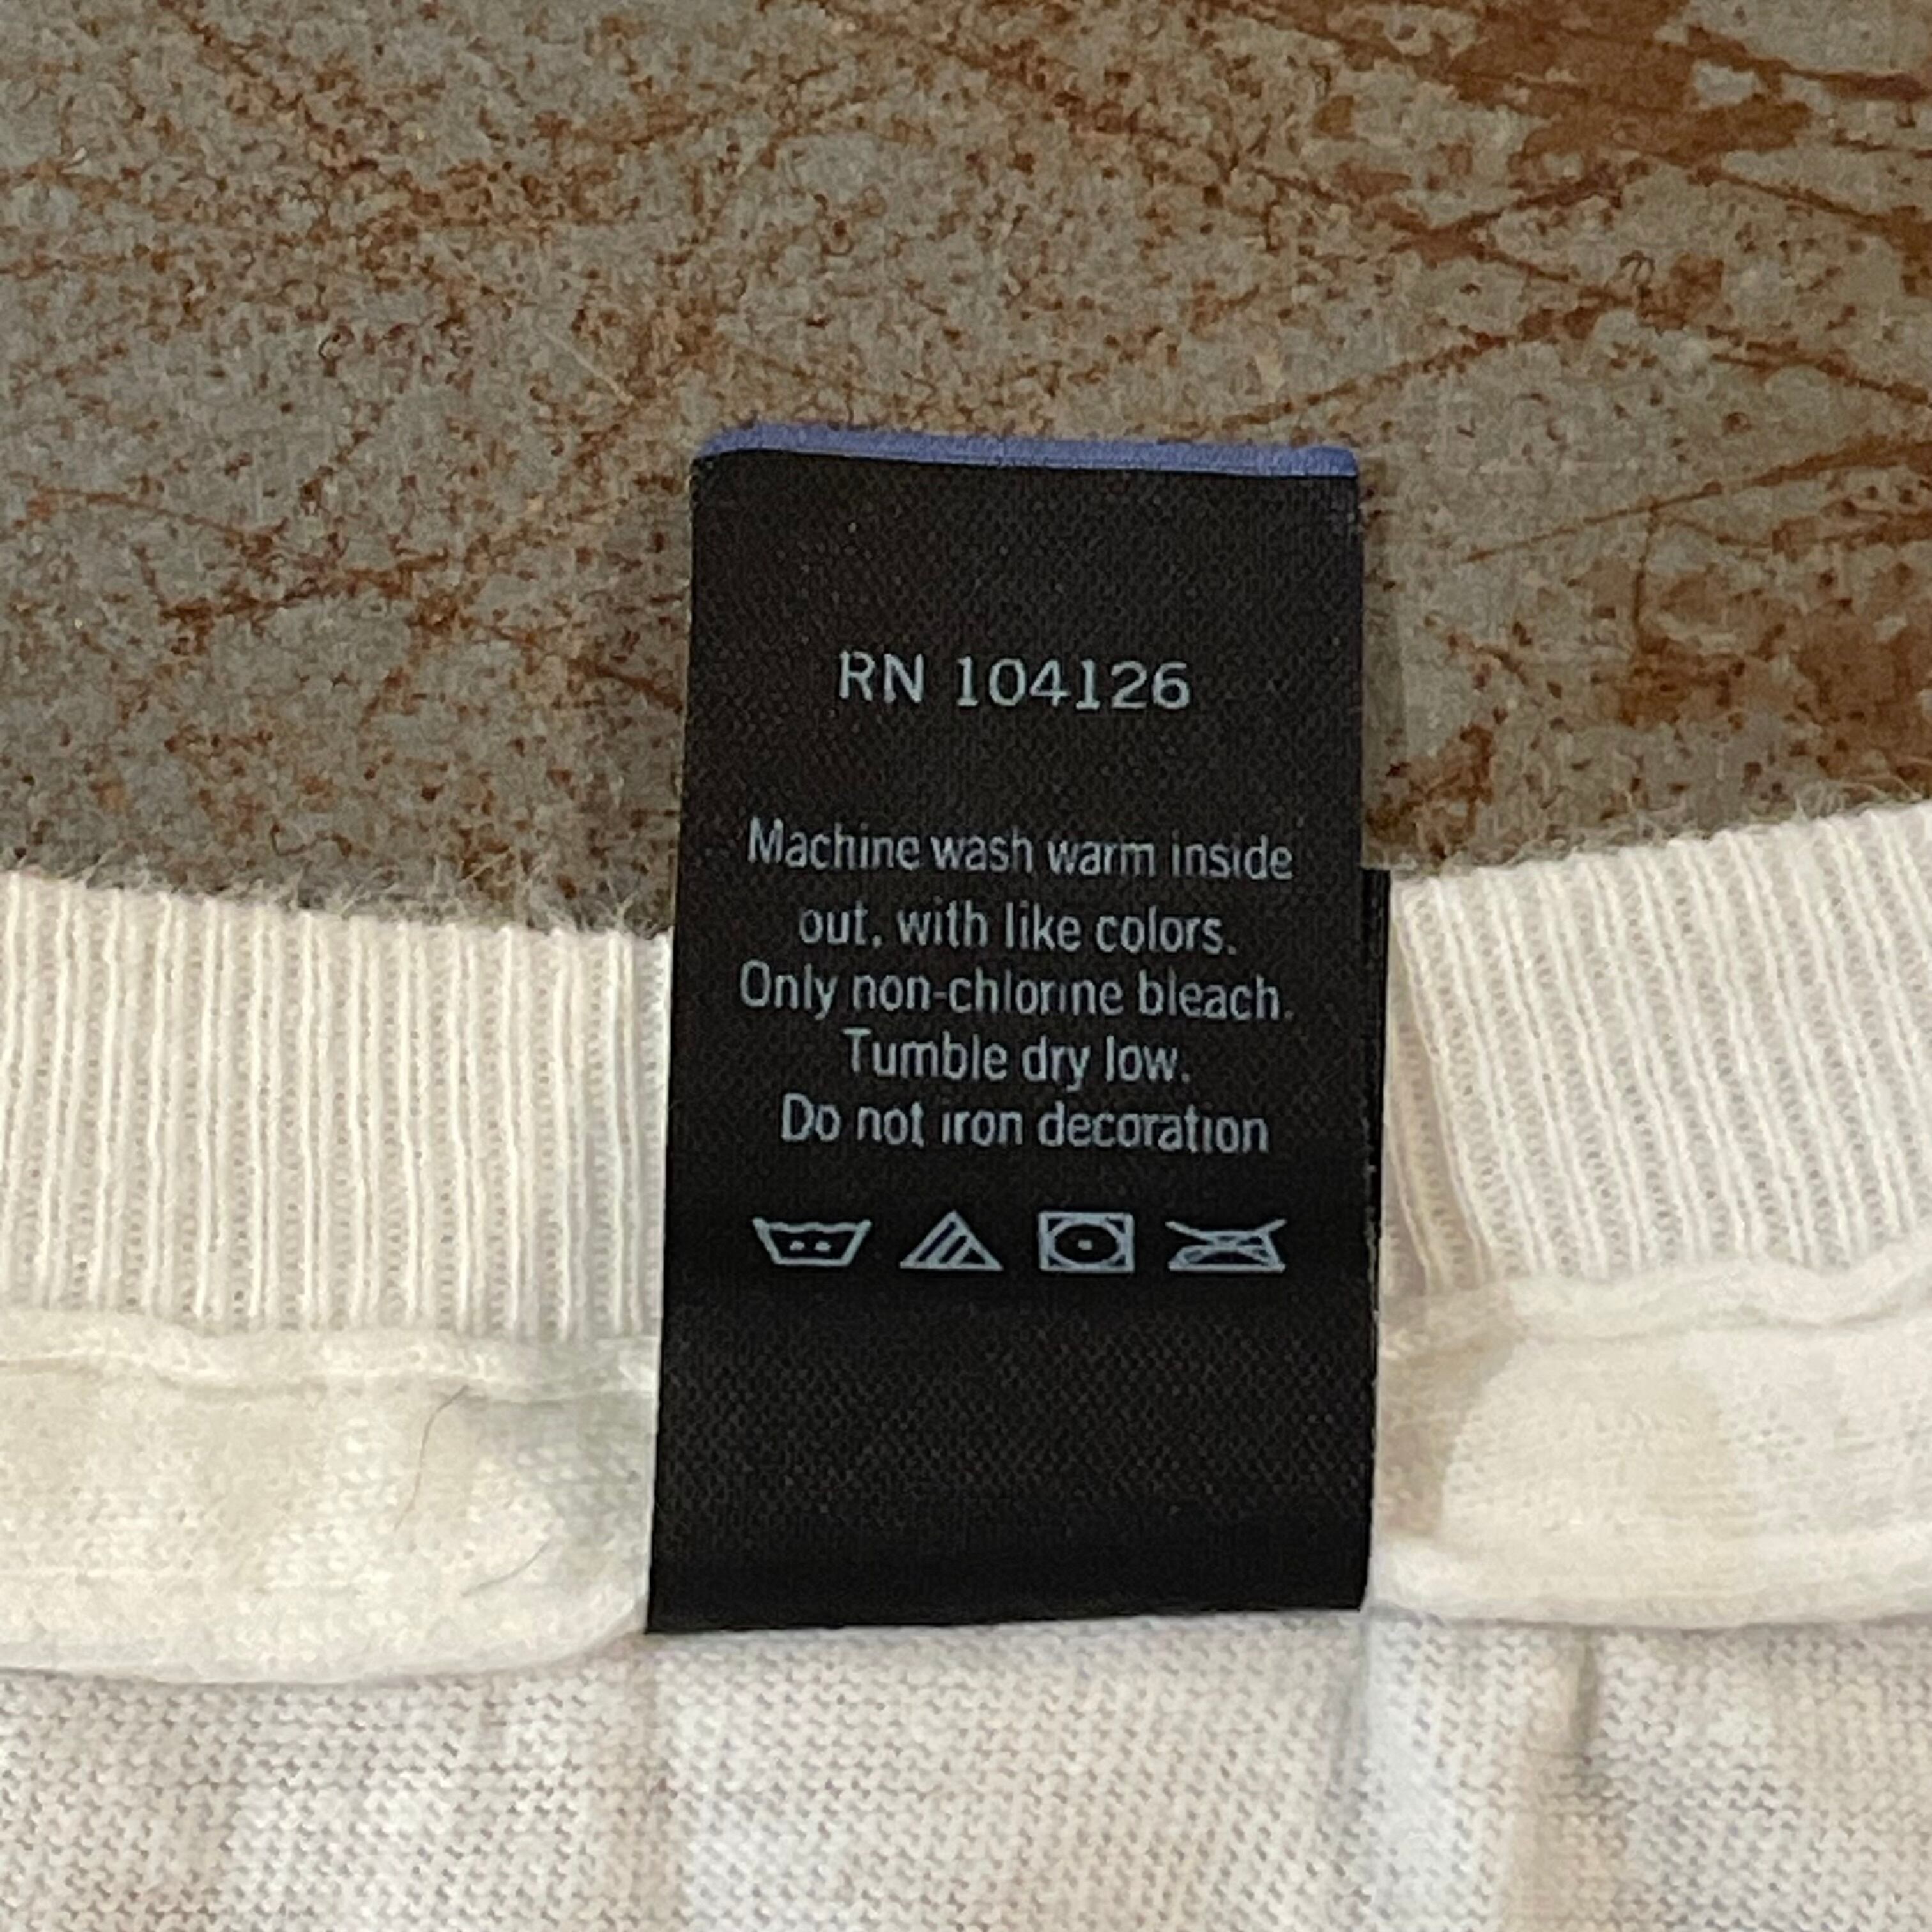 RN 104126
Machine wash warm inside
out, with like colors.
Only non-chlorine bleach.
Tumble dry low.
Do not iron decoration